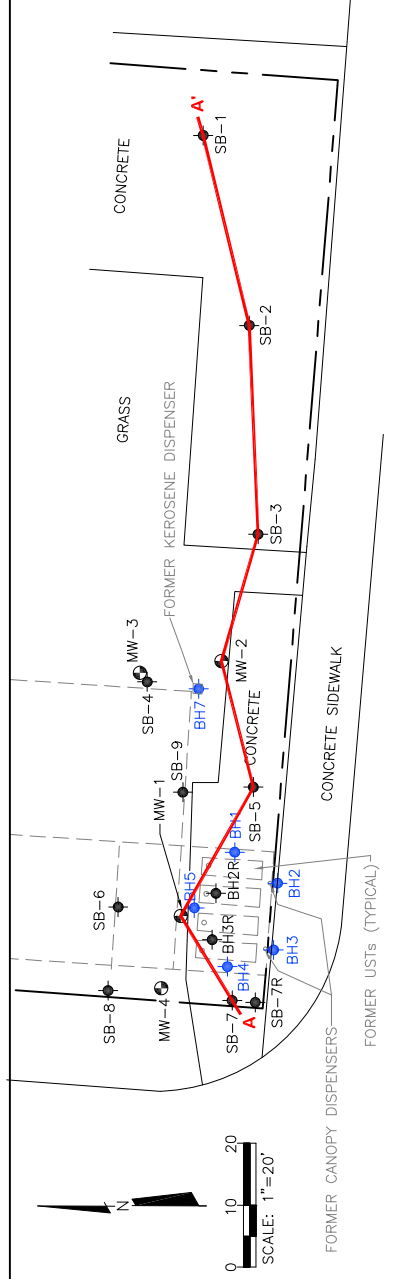 A'
SB-1
CONCRETE
SB-2
GRASS
FORMER KEROSENE DISPENSER
SB-3
MW-3
SB-4
MW-2
BH7
CONCRETE
CONCRETE SIDEWALK
MW-1
SB-9
SB-5
BH1
BH5
BH2R
BH2
SB-6
BH3R
BH3
BH4
FORMER USTs (TYPICAL)
SB-8
MW-4
SB-7
SB-7R
A
FORMER CANOPY DISPENSERS
N
0 10 20
SCALE: 1"=20'